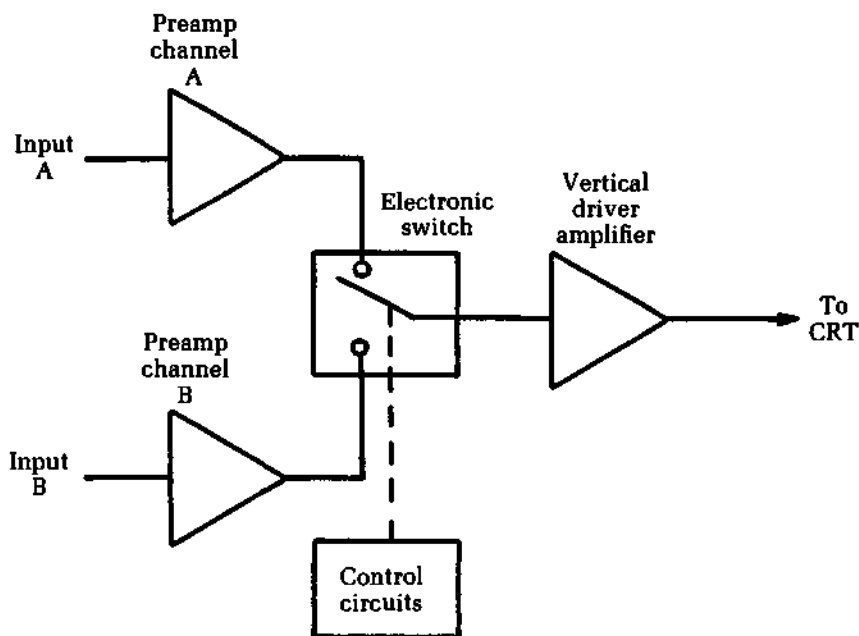 Preamp
channel
A
Input
A
Electronic
switch
Vertical
driver
amplifier
To
CRT
Preamp
channel
B
Input
B
Control
circuits